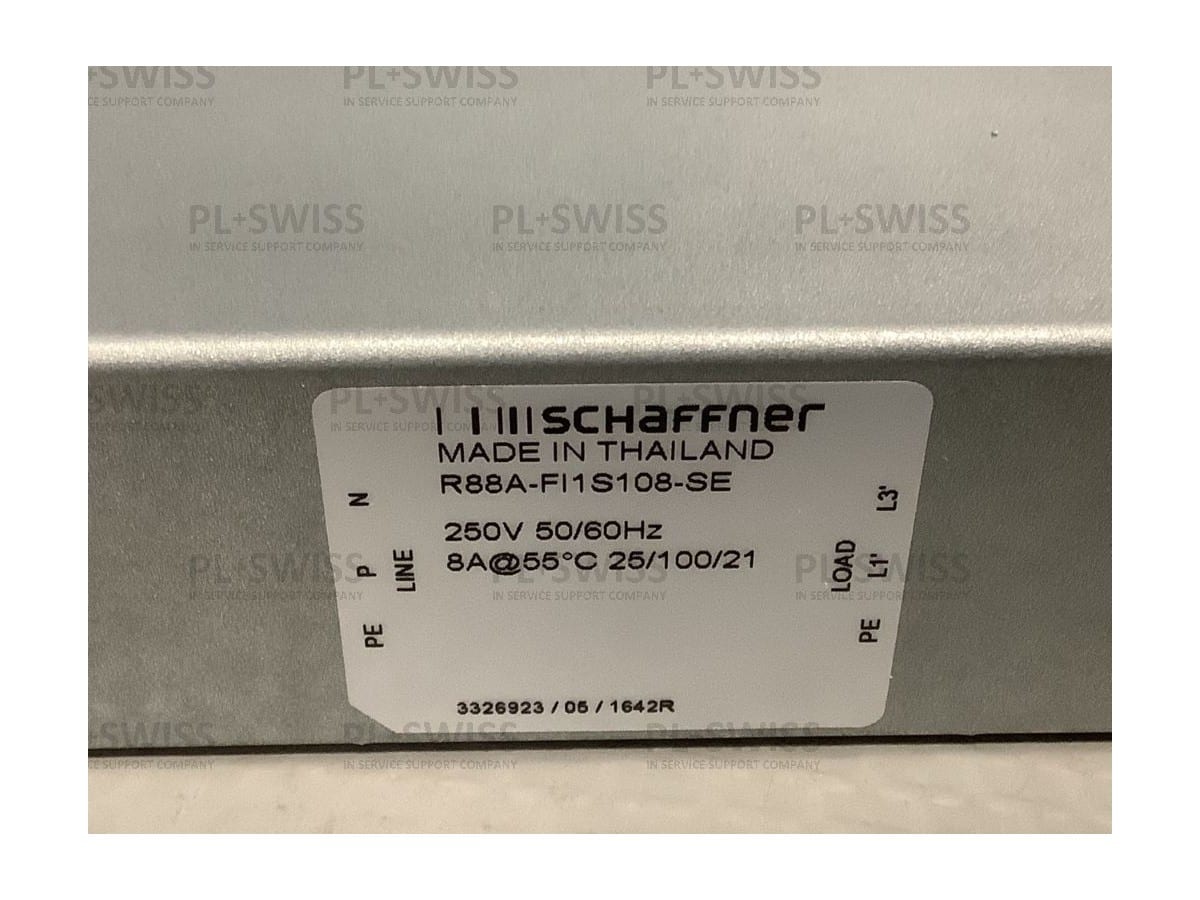 PL+SWISS
IN SERVICE SUPPORT COMPANY
SCHaFFner
MADE IN THAILAND
R88A-FI1S108-SE
250V 50/60Hz
8A@55°C 25/100/21
N
P
LINE
PE
L3'
LOAD
L1'
PE
3326923 / 05 / 1642R